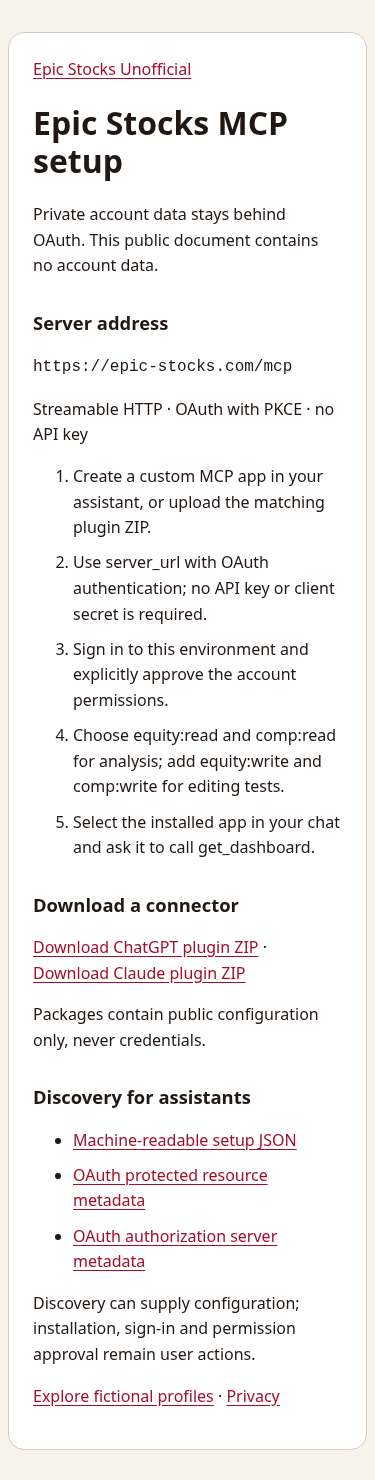 Epic Stocks Unofficial
Epic Stocks MCP
setup
Private account data stays behind
OAuth. This public document contains
no account data.
Server address
https://epic-stocks.com/mcp
Streamable HTTP · OAuth with PKCE · no
API key
1. Create a custom MCP app in your
assistant, or upload the matching
plugin ZIP.
2. Use server_url with OAuth
authentication; no API key or client
secret is required.
3. Sign in to this environment and
explicitly approve the account
permissions.
4. Choose equity:read and comp:read
for analysis; add equity:write and
comp:write for editing tests.
5. Select the installed app in your chat
and ask it to call get_dashboard.
Download a connector
Download ChatGPT plugin ZIP ·
Download Claude plugin ZIP
Packages contain public configuration
only, never credentials.
Discovery for assistants
• Machine-readable setup JSON
• OAuth protected resource
metadata
• OAuth authorization server
metadata
Discovery can supply configuration;
installation, sign-in and permission
approval remain user actions.
Explore fictional profiles · Privacy